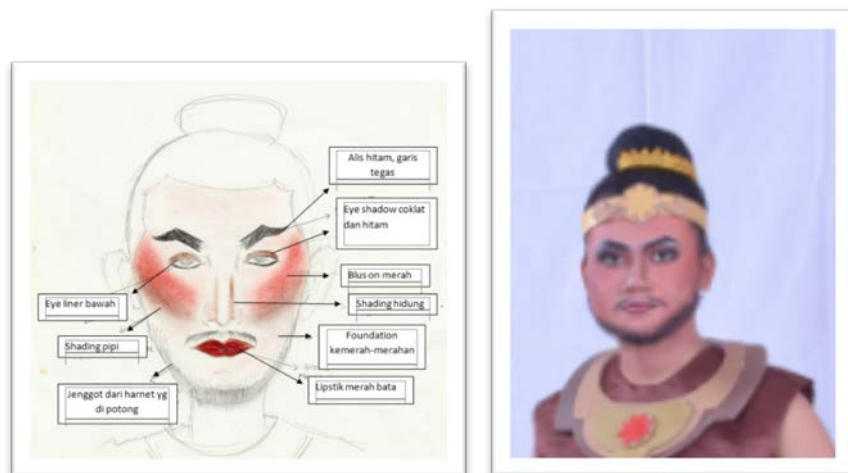 Alis hitam, garis
tegas
Eye shadow coklat
dan hitam
Blus on merah
Eye liner bawah
Shading hidung
Shading pipi
Foundation
kemerah-merahan
Jenggot dari harnet yg
di potong
Lipstik merah bata